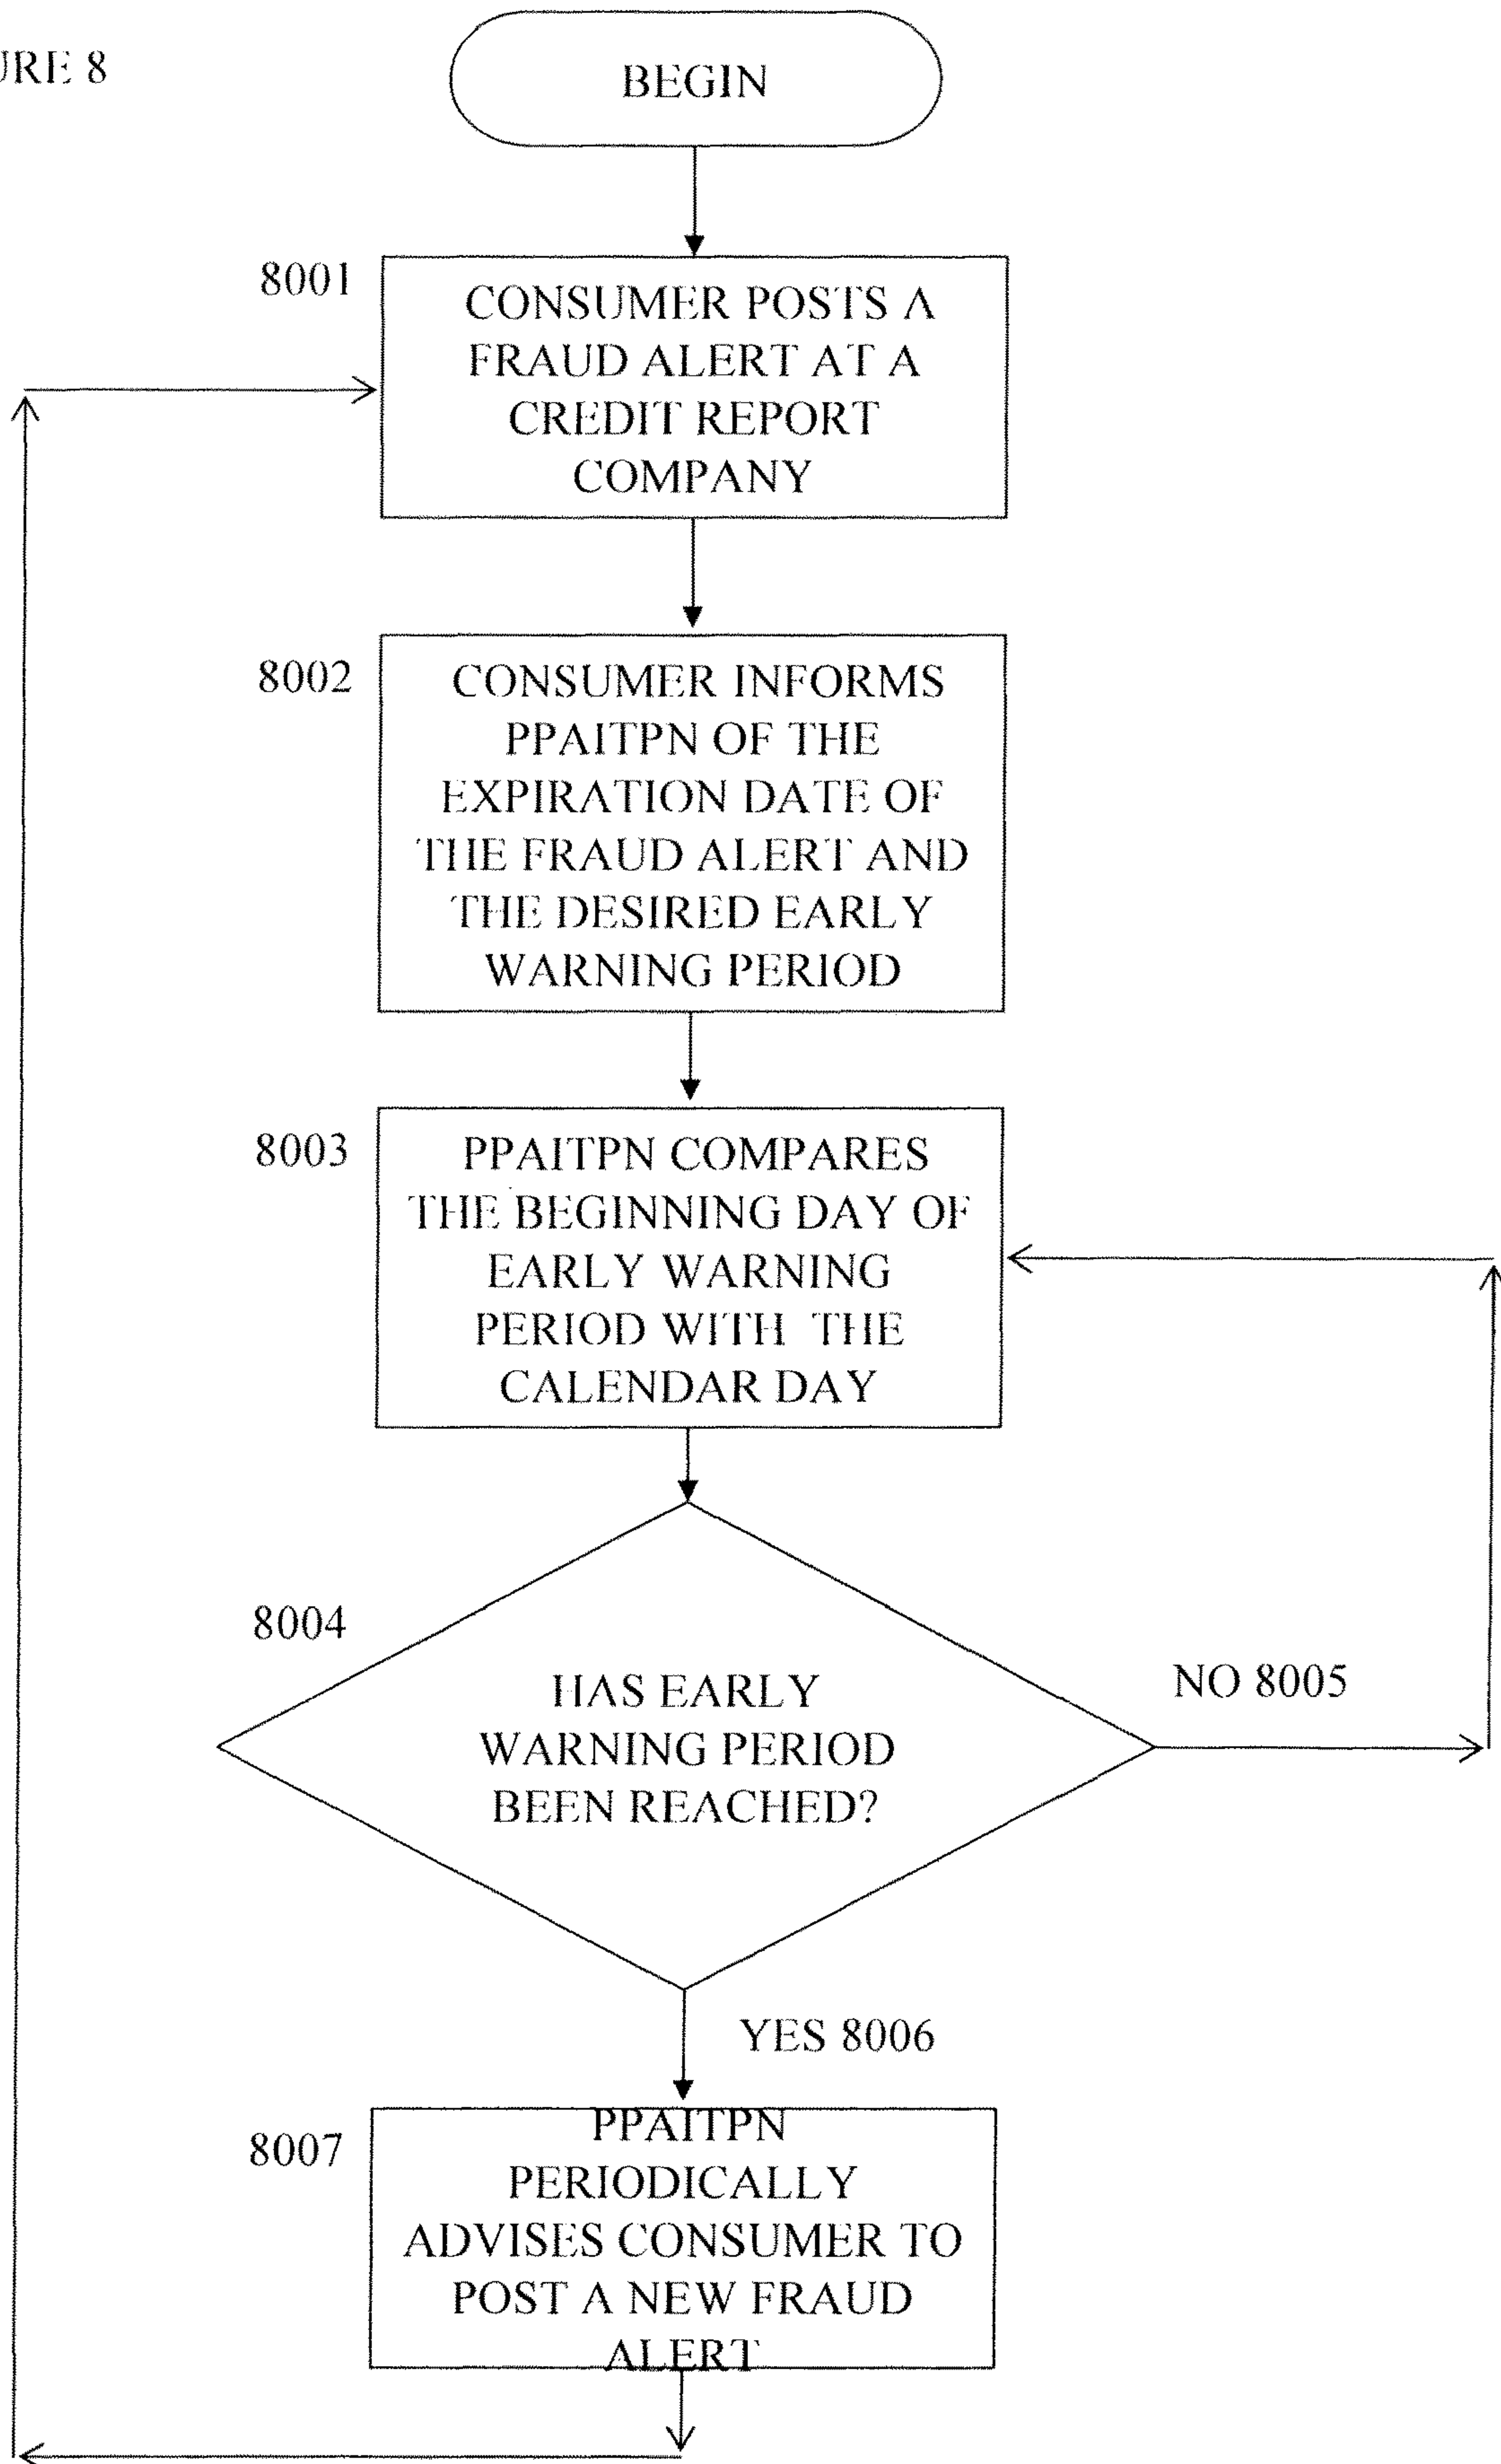 URE 8
BEGIN
8001
CONSUMER POSTS A
FRAUD ALERT AT A
CREDIT REPORT
COMPANY
8002
CONSUMER INFORMS
PPAITPN OF THE
EXPIRATION DATE OF
THE FRAUD ALERT AND
THE DESIRED EARLY
WARNING PERIOD
8003
PPAITPN COMPARES
THE BEGINNING DAY OF
EARLY WARNING
PERIOD WITH THE
CALENDAR DAY
8004
HAS EARLY
WARNING PERIOD
BEEN REACHED?
NO 8005
YES 8006
8007
PPAITPN
PERIODICALLY
ADVISES CONSUMER TO
POST A NEW FRAUD
ALERT